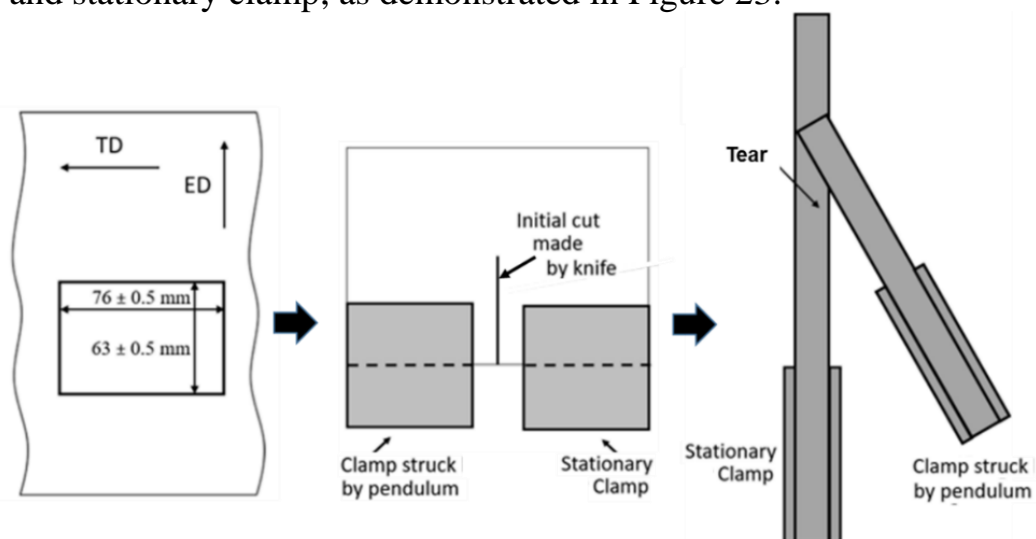 and stationary clamp, as demonstrated in Figure 23.
TD
ED
76 ± 0.5 mm
63 ± 0.5 mm
Initial cut
made
by knife
Clamp struck
by pendulum
Stationary
Clamp
Tear
Stationary
Clamp
Clamp struck
by pendulum